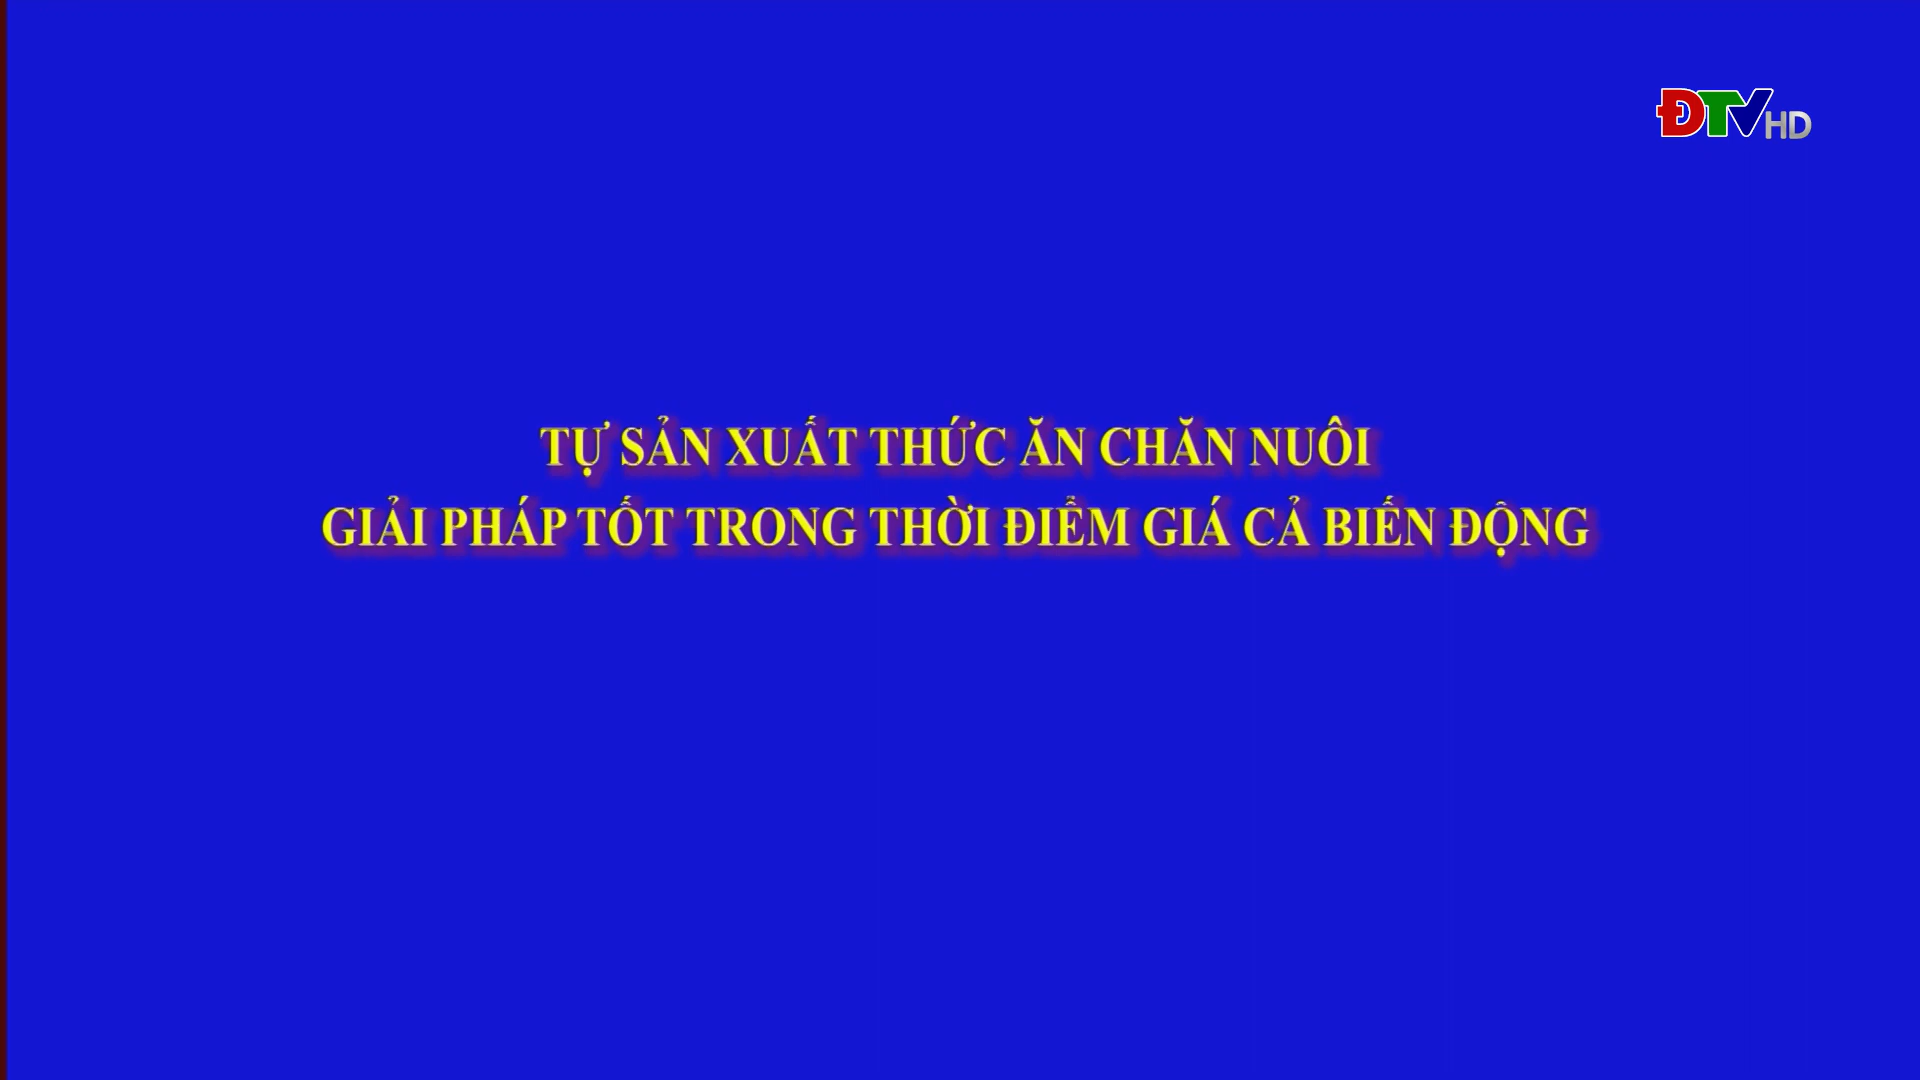 ĐTV HD
TỰ SẢN XUẤT THỨC ĂN CHĂN NUÔI
GIẢI PHÁP TỐT TRONG THỜI ĐIỂM GIÁ CẢ BIẾN ĐỘNG